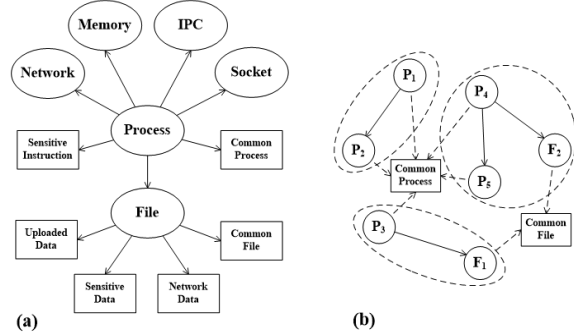 Memory
IPC
Network
Socket
Process
Sensitive
Instruction
Common
Process
File
Uploaded
Data
Common
File
Sensitive
Data
Network
Data
(a)
P1
P4
P2
F2
Common
Process
P5
P3
Common
File
F1
(b)